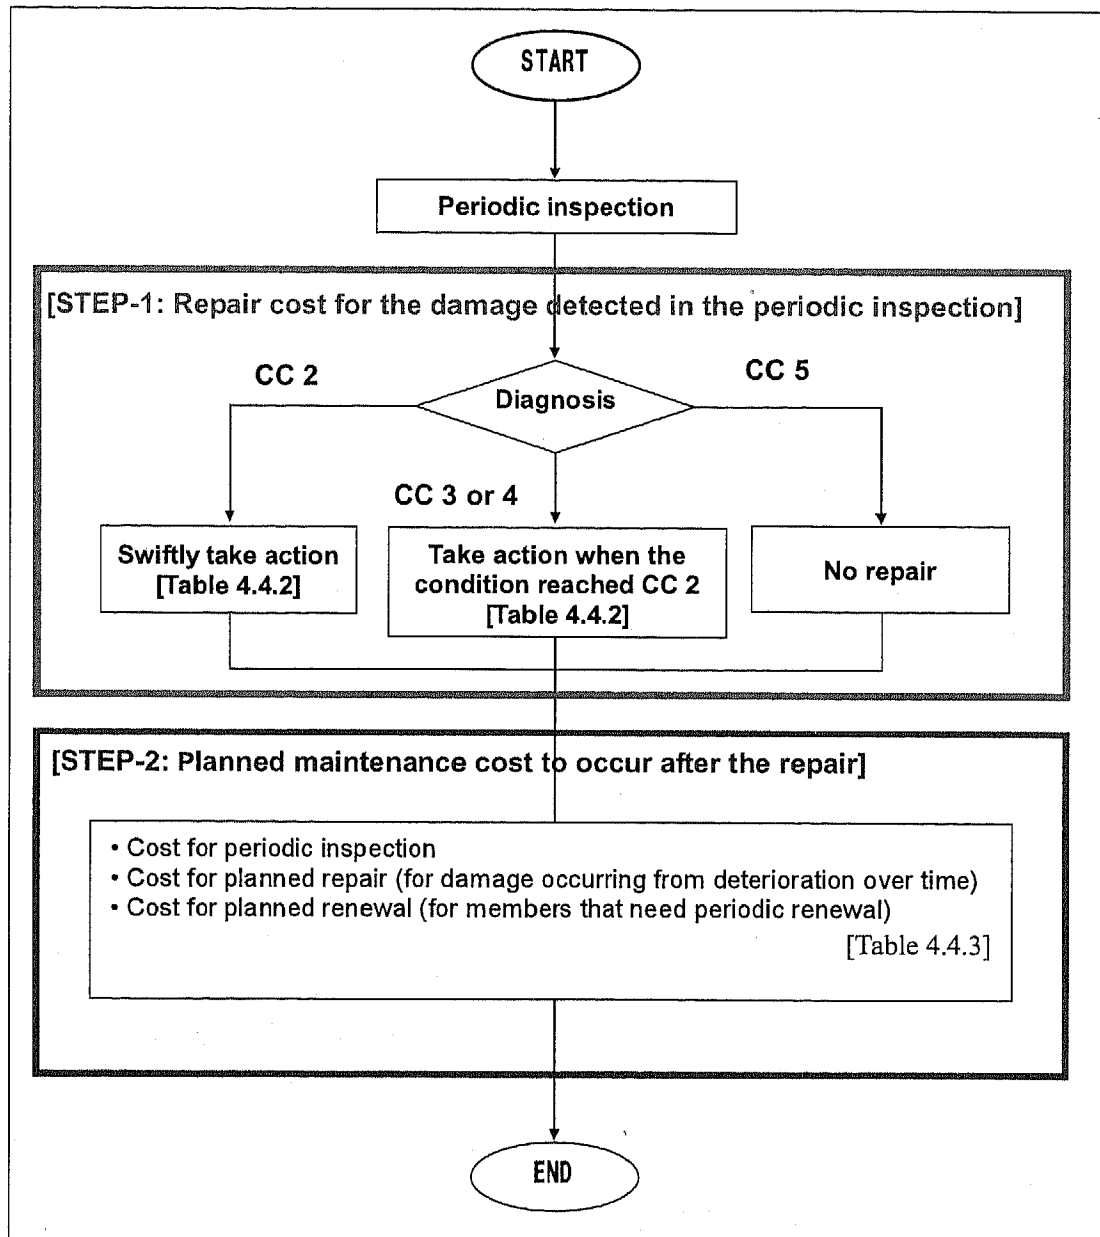 START
Periodic inspection
[STEP-1: Repair cost for the damage detected in the periodic inspection]
CC 2
Diagnosis
CC 5
CC 3 or 4
Swiftly take action
[Table 4.4.2]
Take action when the
condition reached CC 2
[Table 4.4.2]
No repair
[STEP-2: Planned maintenance cost to occur after the repair]
• Cost for periodic inspection
• Cost for planned repair (for damage occurring from deterioration over time)
• Cost for planned renewal (for members that need periodic renewal)
[Table 4.4.3]
END